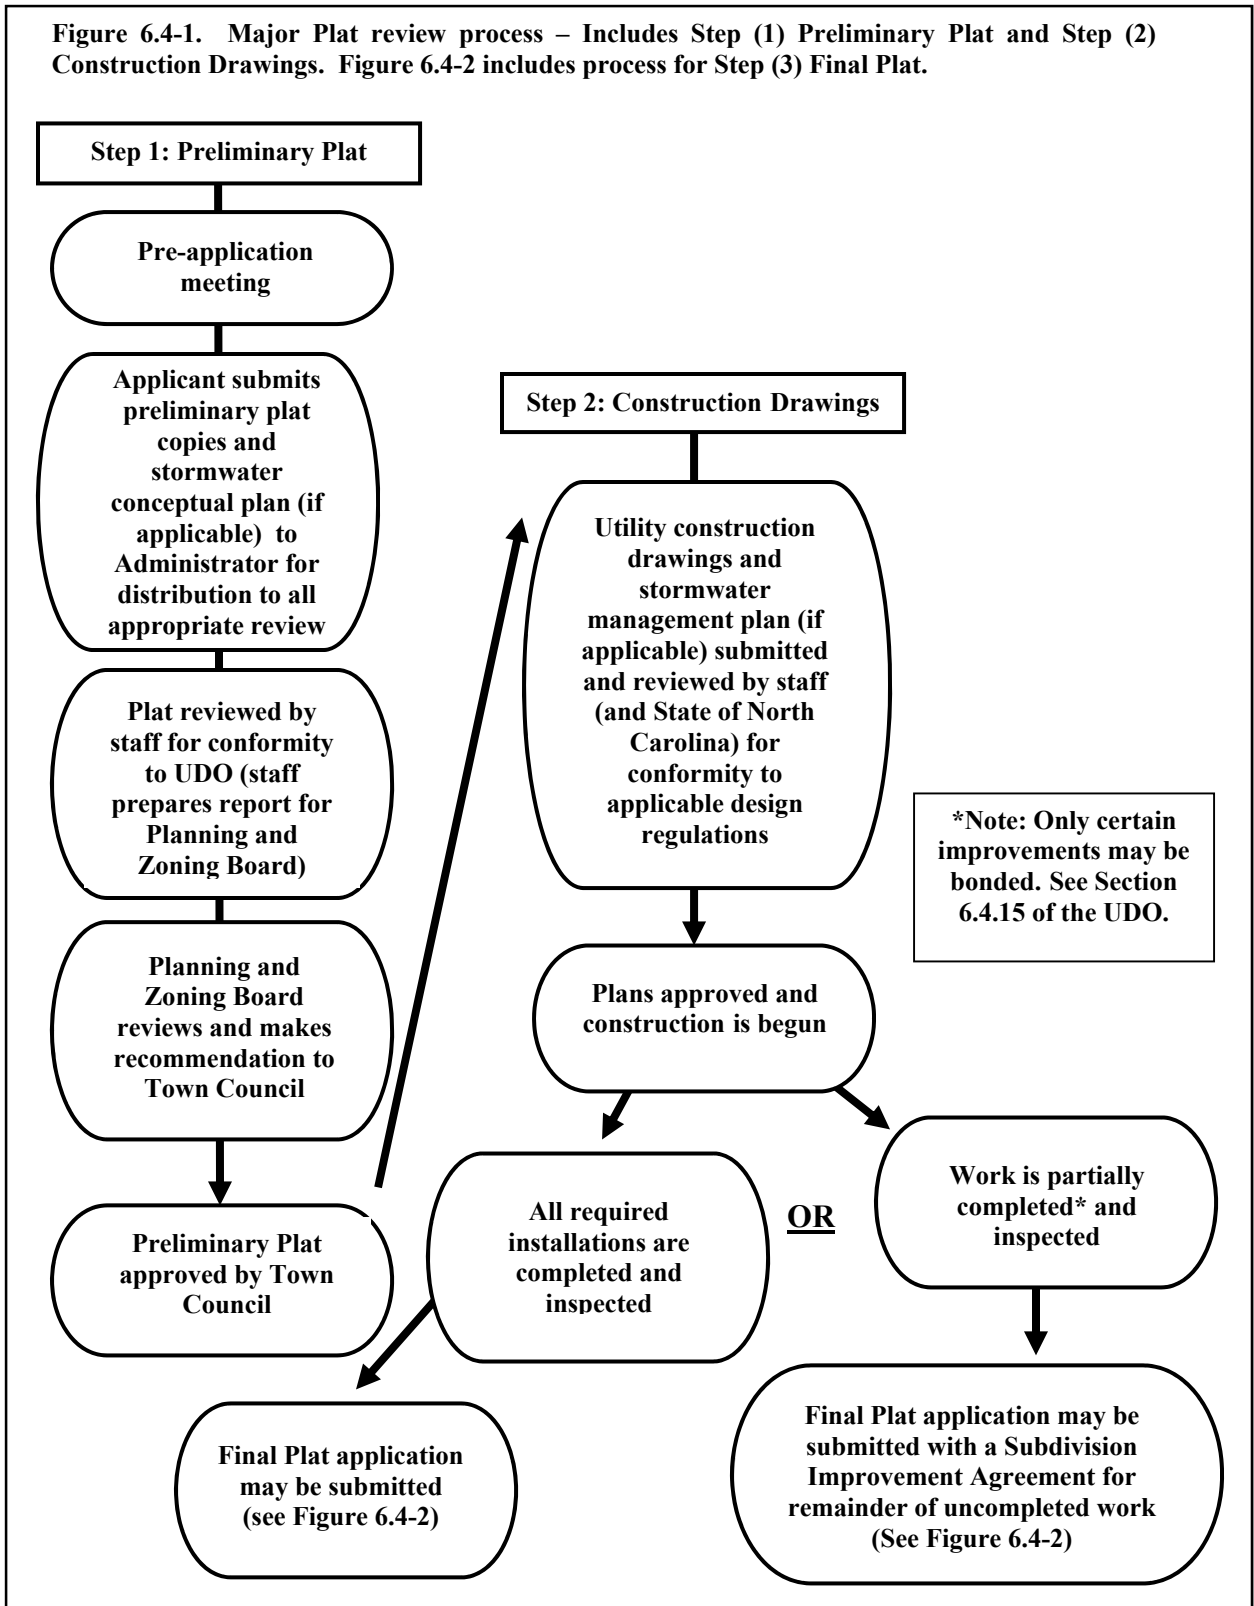 Figure 6.4-1. Major Plat review process – Includes Step (1) Preliminary Plat and Step (2)
Construction Drawings. Figure 6.4-2 includes process for Step (3) Final Plat.
Step 1: Preliminary Plat
Pre-application
meeting
Applicant submits
preliminary plat
copies and
stormwater
conceptual plan (if
applicable) to
Administrator for
distribution to all
appropriate review
Plat reviewed by
staff for conformity
to UDO (staff
prepares report for
Planning and
Zoning Board)
Planning and
Zoning Board
reviews and makes
recommendation to
Town Council
Preliminary Plat
approved by Town
Council
Step 2: Construction Drawings
Utility construction
drawings and
stormwater
management plan (if
applicable) submitted
and reviewed by staff
(and State of North
Carolina) for
conformity to
applicable design
regulations
*Note: Only certain
improvements may be
bonded. See Section
6.4.15 of the UDO.
Plans approved and
construction is begun
All required
installations are
completed and
inspected
OR
Work is partially
completed* and
inspected
Final Plat application
may be submitted
(see Figure 6.4-2)
Final Plat application may be
submitted with a Subdivision
Improvement Agreement for
remainder of uncompleted work
(See Figure 6.4-2)